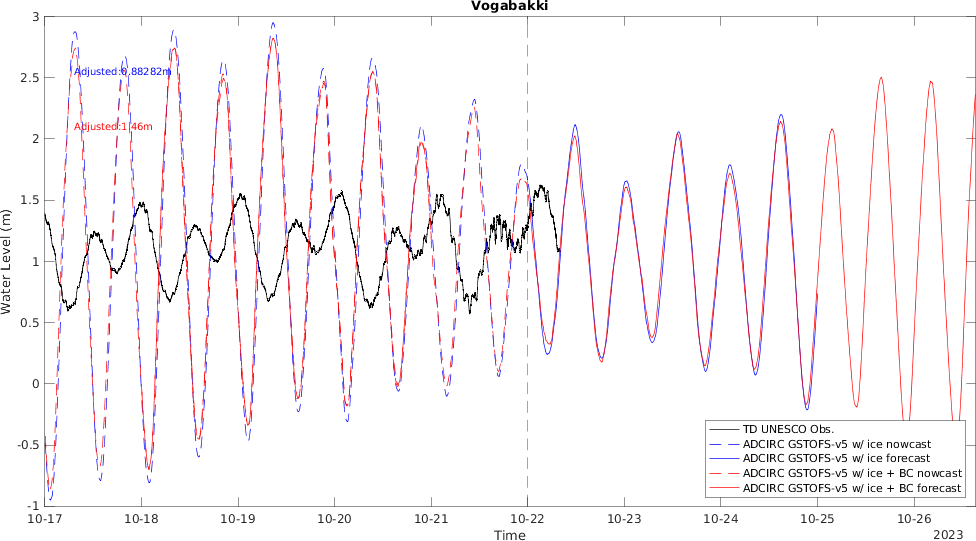 Vogabakki
3
2.5
2
1.5
1
0.5
0
-0.5
-1
Water Level (m)
Adjusted:0.88282m
Adjusted:1.46m
10-17
10-18
10-19
10-20
10-21
10-22
10-23
10-24
10-25
10-26
Time
2023
TD UNESCO Obs.
ADCIRC GSTOFS-v5 w/ ice nowcast
ADCIRC GSTOFS-v5 w/ ice forecast
ADCIRC GSTOFS-v5 w/ ice + BC nowcast
ADCIRC GSTOFS-v5 w/ ice + BC forecast